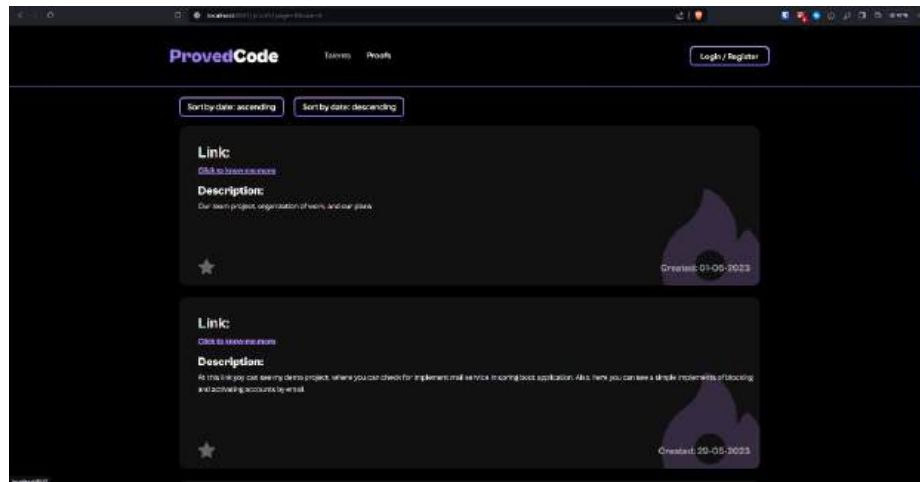 ProvedCode
Talents Proofs
Login / Register
Sort by date: ascending
Sort by date: descending
Link:
Click to know me more
Description:
Our team project, organization of work, and our plans
Created: 01-05-2023
Link:
Click to know me more
Description:
At this link you can see my demo project, where you can check for implement mail service in spring boot application. Also, here you can see a simple implements of blocking
and activating accounts by email.
Created: 29-05-2023